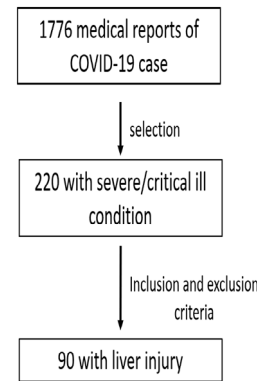 1776 medical reports of
COVID-19 case
selection
220 with severe/critical ill
condition
Inclusion and exclusion
criteria
90 with liver injury